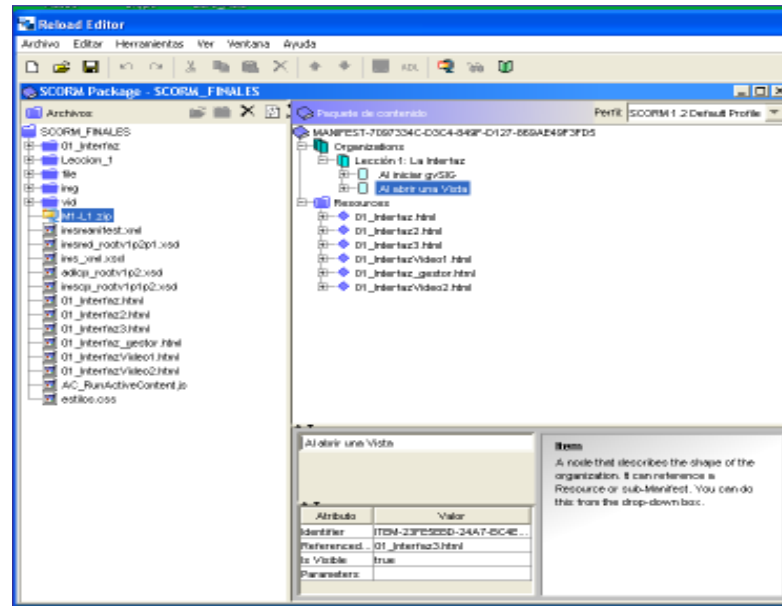 Reload Editor
Archivo Editar Herramientas Ver Ventana Ayuda
SCORM Package - SCORM_FINALES
Archivos
SCORM_FINALES
01_Interfaz
Leccion_1
file
img
vid
M1-L1.zip
imsmanifest.xml
imsmd_rootv1p2p1.xsd
ims_xml.xsd
adlcp_rootv1p2.xsd
imscp_rootv1p1p2.xsd
01_Interfaz.html
01_Interfaz2.html
01_Interfaz3.html
01_Interfaz_gestor.html
01_InterfazVideo1.html
01_InterfazVideo2.html
AC_RunActiveContent.js
estilos.css
Paquete de contenido
Perfil: SCORM 1.2 Default Profile
Organizations
Lección 1: La Interfaz
Al iniciar gvSIG
Al abrir una Vista
Resources
01_Interfaz.html
01_Interfaz2.html
01_Interfaz3.html
01_InterfazVideo1.html
01_Interfaz_gestor.html
01_InterfazVideo2.html
Al abrir una Vista
Atributo Valor
Identifier
Referenced... 01_Interfaz3.html
Is Visible true
Parameters
Item
A node that describes the shape of the
organization. It can reference a
Resource or sub-Manifest. You can do
this from the drop-down box.